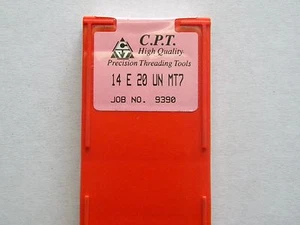 C.P.T.
High Quality
Precision Threading Tools
14 E 20 UN MT7
JOB NO. 9390